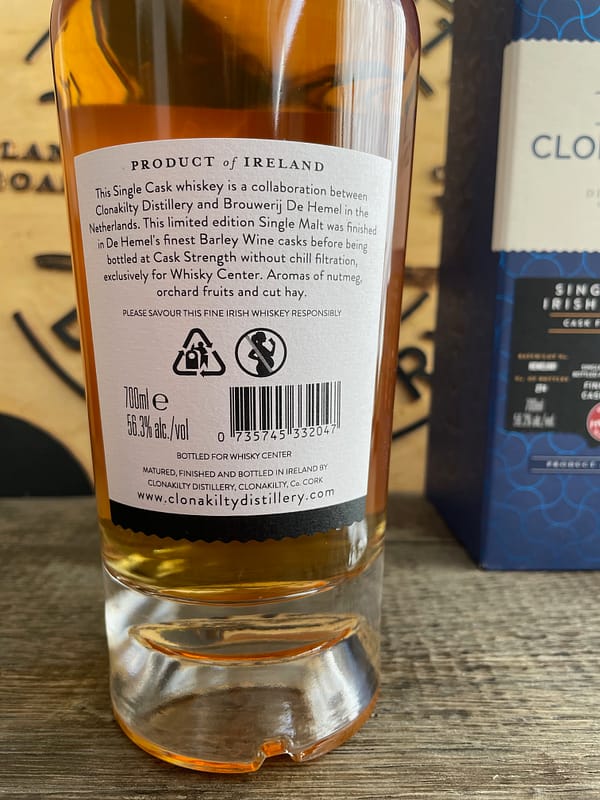 PRODUCT of IRELAND
This Single Cask whiskey is a collaboration between
Clonakilty Distillery and Brouwerij De Hemel in the
Netherlands. This limited edition Single Malt was finished
in De Hemel's finest Barley Wine casks before being
bottled at Cask Strength without chill filtration,
exclusively for Whisky Center. Aromas of nutmeg,
orchard fruits and cut hay.
PLEASE SAVOUR THIS FINE IRISH WHISKEY RESPONSIBLY
700ml e
56.3% alc./vol
0 735745 332047
BOTTLED FOR WHISKY CENTER
MATURED, FINISHED AND BOTTLED IN IRELAND BY
CLONAKILTY DISTILLERY, CLONAKILTY, Co. CORK
www.clonakiltydistillery.com
CLO
SING
IRISH
CASK F
700ml
PRODUCE